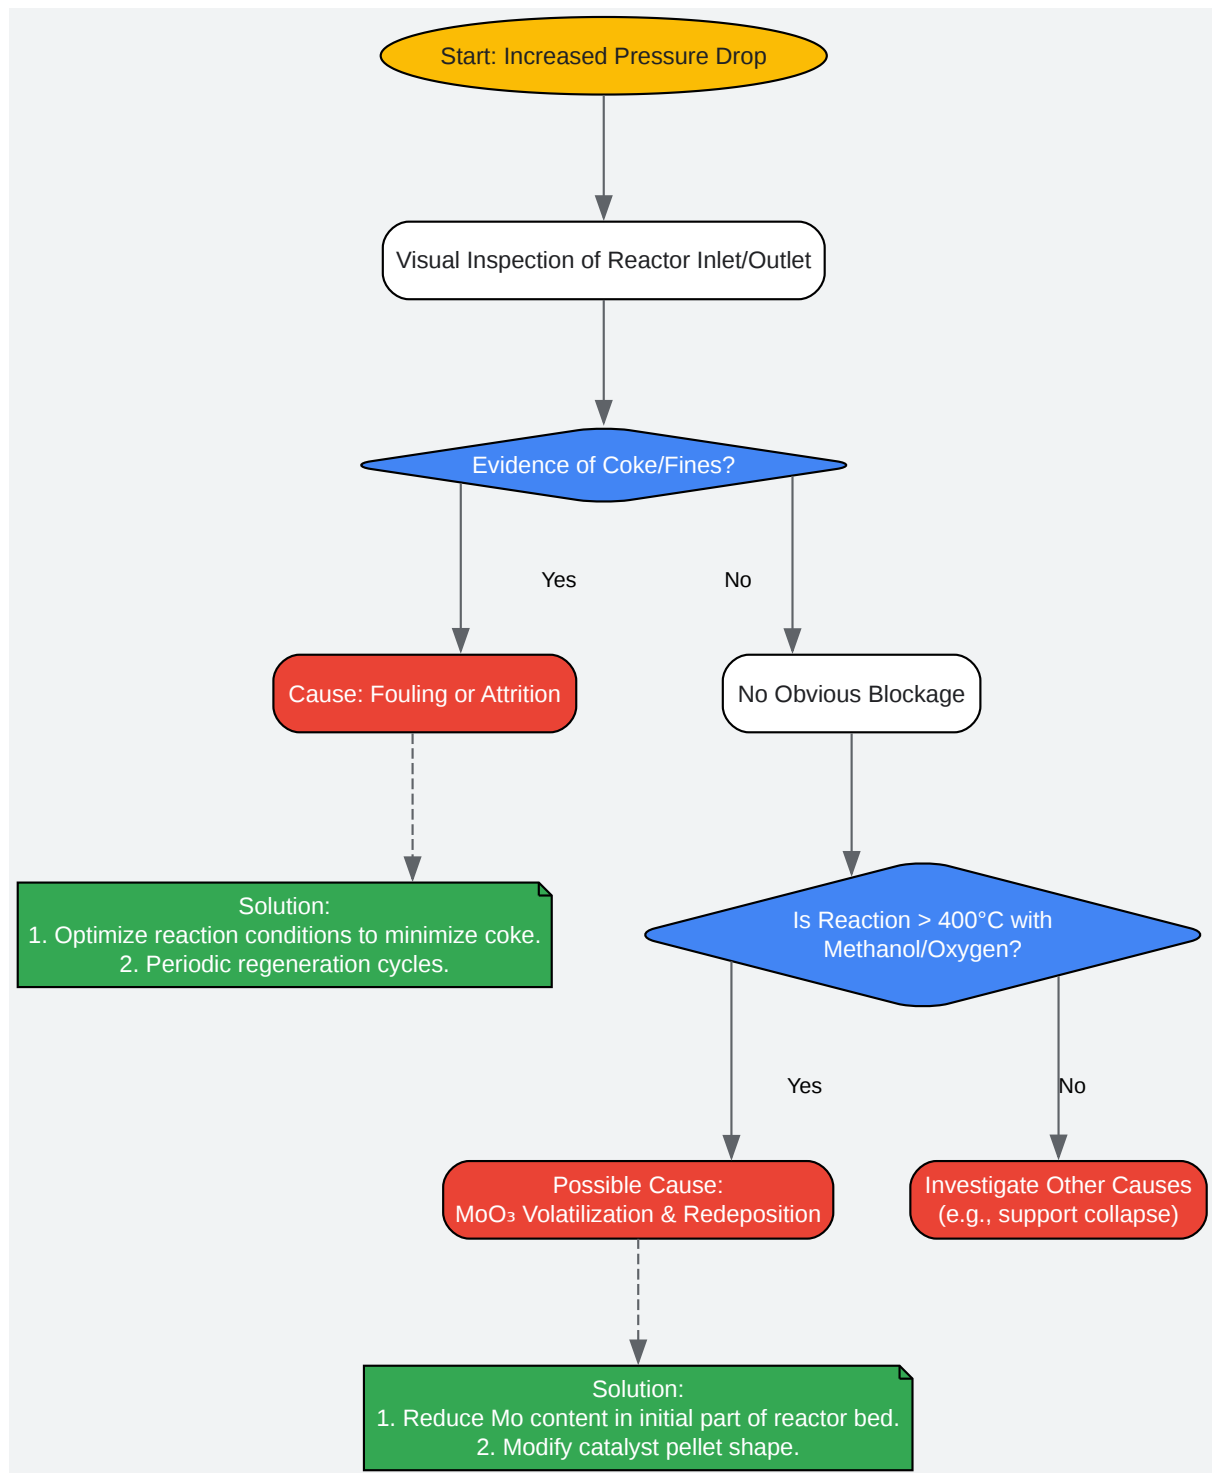 Start: Increased Pressure Drop
Visual Inspection of Reactor Inlet/Outlet
Evidence of Coke/Fines?
Yes
No
Cause: Fouling or Attrition
No Obvious Blockage
Solution:
1. Optimize reaction conditions to minimize coke.
2. Periodic regeneration cycles.
Is Reaction > 400°C with
Methanol/Oxygen?
Yes
No
Possible Cause:
MoO₃ Volatilization & Redeposition
Investigate Other Causes
(e.g., support collapse)
Solution:
1. Reduce Mo content in initial part of reactor bed.
2. Modify catalyst pellet shape.